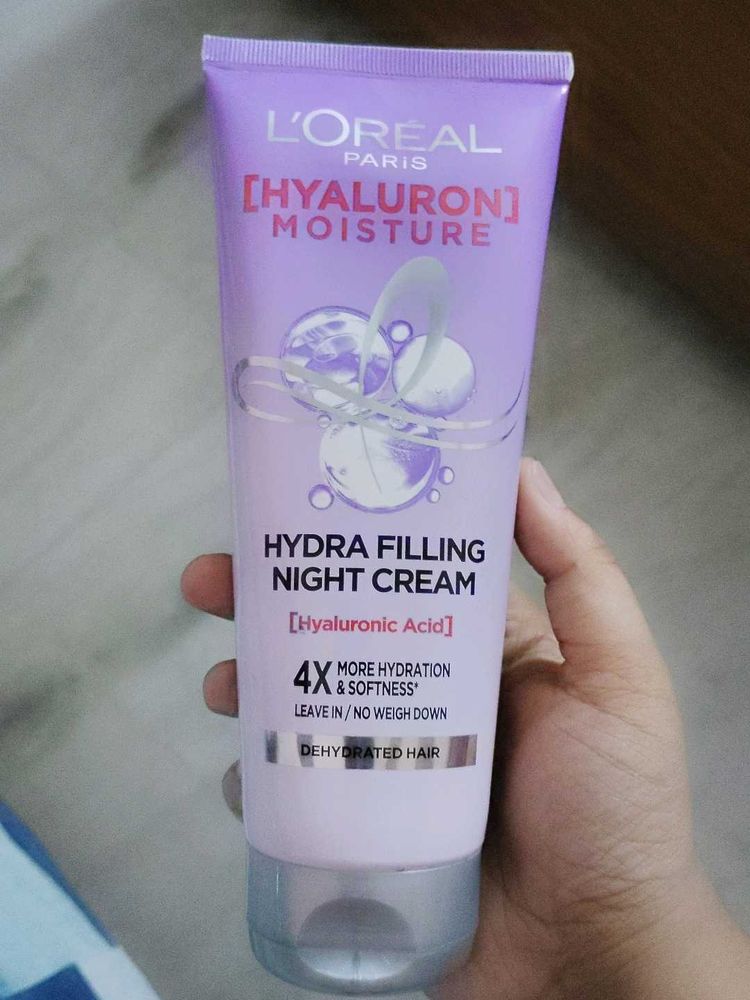 L'ORÉAL
PARIS
[HYALURON]
MOISTURE
HYDRA FILLING
NIGHT CREAM
[Hyaluronic Acid]
4X MORE HYDRATION
& SOFTNESS*
LEAVE IN / NO WEIGH DOWN
DEHYDRATED HAIR